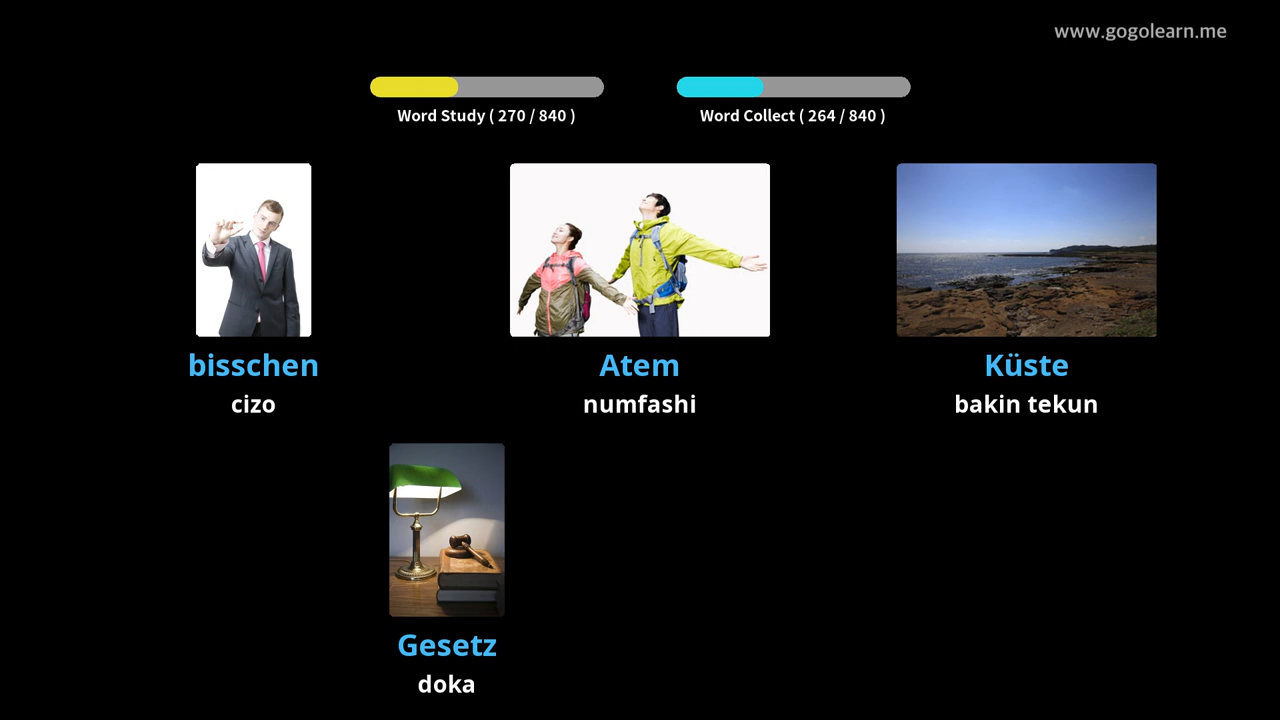 www.gogolearn.me
Word Study ( 270 / 840 )
Word Collect ( 264 / 840 )
bisschen
cizo
Atem
numfashi
Küste
bakin tekun
Gesetz
doka